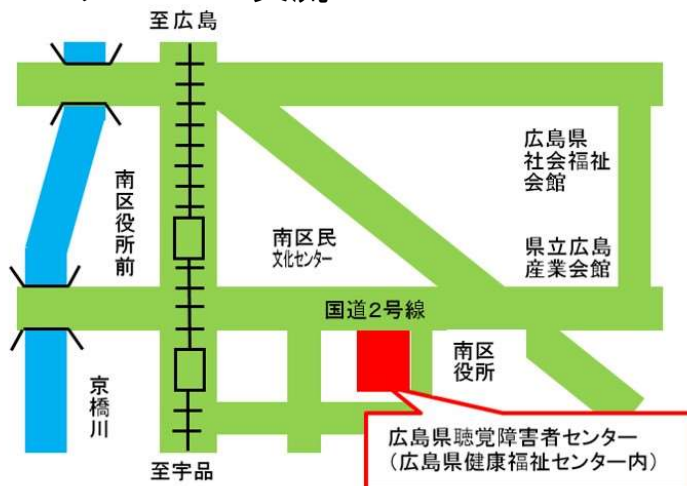 至広島
広島県
社会福祉
会館
南区役所前
南区民
文化センター
県立広島
産業会館
国道2号線
南区
役所
京橋川
広島県聴覚障害者センター
(広島県健康福祉センター内)
至宇品